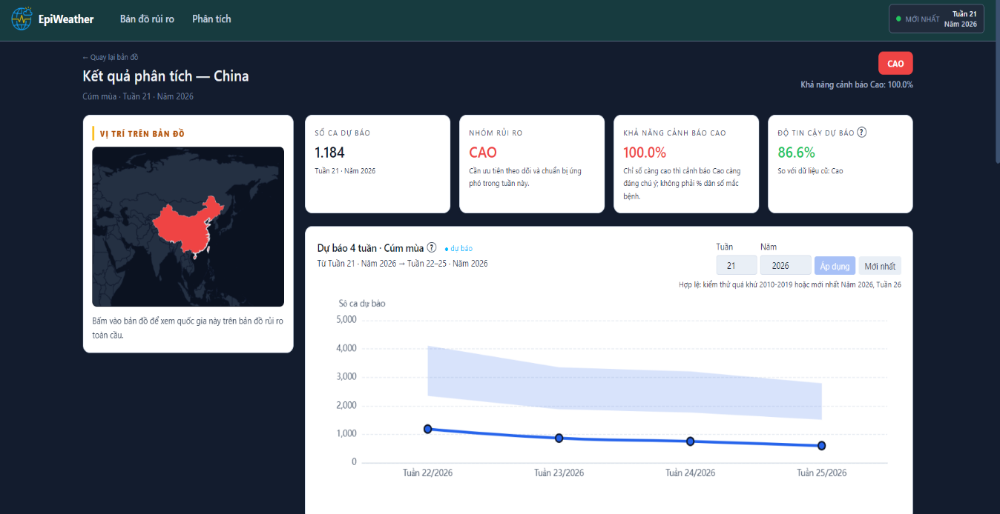 EpiWeather
Bản đồ rủi ro
Phân tích
MỚI NHẤT
Tuần 21
Năm 2026
← Quay lại bản đồ
Kết quả phân tích — China
Cúm mùa · Tuần 21 · Năm 2026
CAO
Khả năng cảnh báo Cao: 100.0%
VỊ TRÍ TRÊN BẢN ĐỒ
Bấm vào bản đồ để xem quốc gia này trên bản đồ rủi ro
toàn cầu.
SỐ CA DỰ BÁO
1.184
Tuần 21 · Năm 2026
NHÓM RỦI RO
CAO
Cần ưu tiên theo dõi và chuẩn bị ứng
phó trong tuần này.
KHẢ NĂNG CẢNH BÁO CAO
100.0%
Chỉ số càng cao thì cảnh báo Cao càng
đáng chú ý; không phải % dân số mắc
bệnh.
ĐỘ TIN CẬY DỰ BÁO ?
86.6%
So với dữ liệu cũ: Cao
Dự báo 4 tuần · Cúm mùa ? • dự báo
Từ Tuần 21 · Năm 2026 → Tuần 22–25 · Năm 2026
Tuần
Năm
21
2026
Áp dụng
Mới nhất
Hợp lệ: kiểm thử quá khứ 2010-2019 hoặc mới nhất Năm 2026, Tuần 26
Số ca dự báo
5,000
4,000
3,000
2,000
1,000
0
Tuần 22/2026
Tuần 23/2026
Tuần 24/2026
Tuần 25/2026